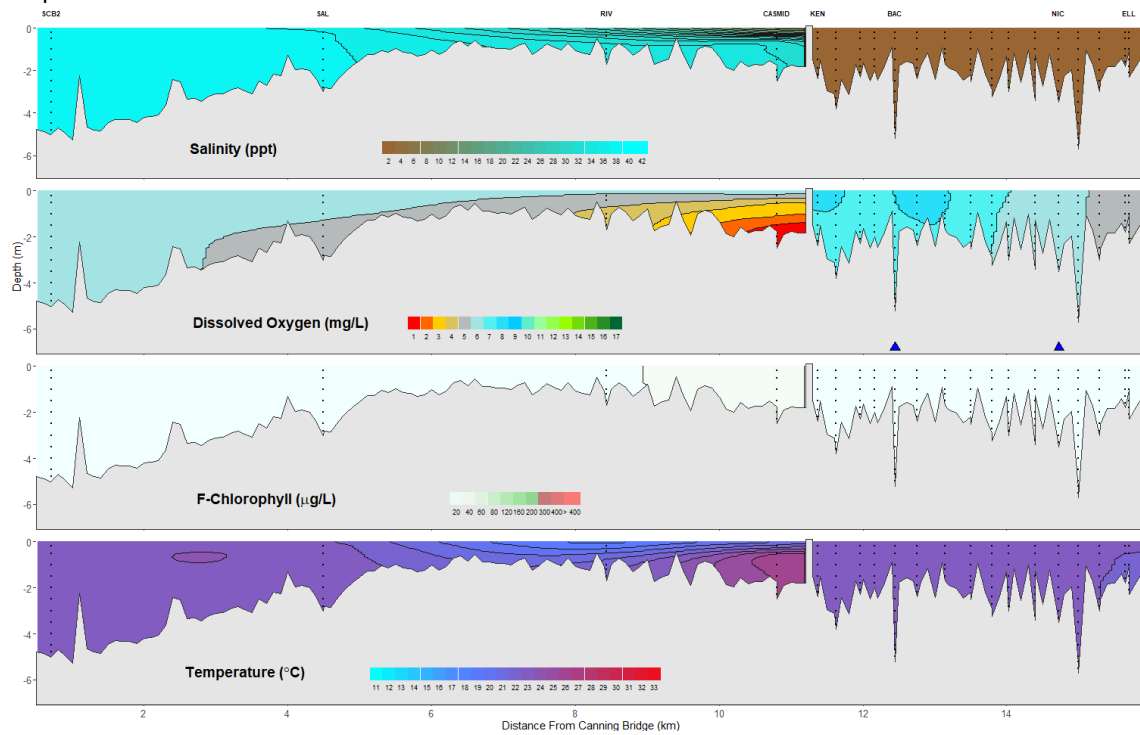 SCB2 SAL RIV CASMID KEN BAC NIC ELL
0
-2
-4
-6
Salinity (ppt)
2 4 6 8 10 12 14 16 18 20 22 24 26 28 30 32 34 36 38 40 42
0
-2
-4
-6
Dissolved Oxygen (mg/L)
1 2 3 4 5 6 7 8 9 10 11 12 13 14 15 16 17
Depth (m)
0
-2
-4
-6
F-Chlorophyll (μg/L)
20 40 60 80 120 160 200 300 400 > 400
0
-2
-4
-6
Temperature (°C)
11 12 13 14 15 16 17 18 19 20 21 22 23 24 25 26 27 28 29 30 31 32 33
2 4 6 8 10 12 14
Distance From Canning Bridge (km)